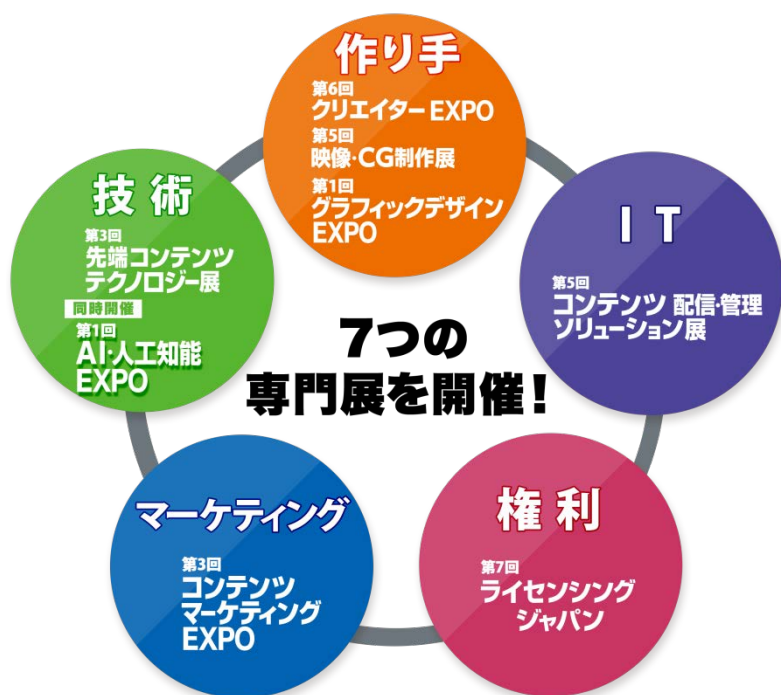 作り手
第6回
クリエイター EXPO
第5回
映像・CG制作展
第1回
グラフィックデザイン
EXPO
技術
第3回
先端コンテンツ
テクノロジー展
同時開催
第1回
AI・人工知能
EXPO
IT
第5回
コンテンツ 配信・管理
ソリューション展
7つの
専門展を開催!
マーケティング
第3回
コンテンツ
マーケティング
EXPO
権利
第7回
ライセンシング
ジャパン